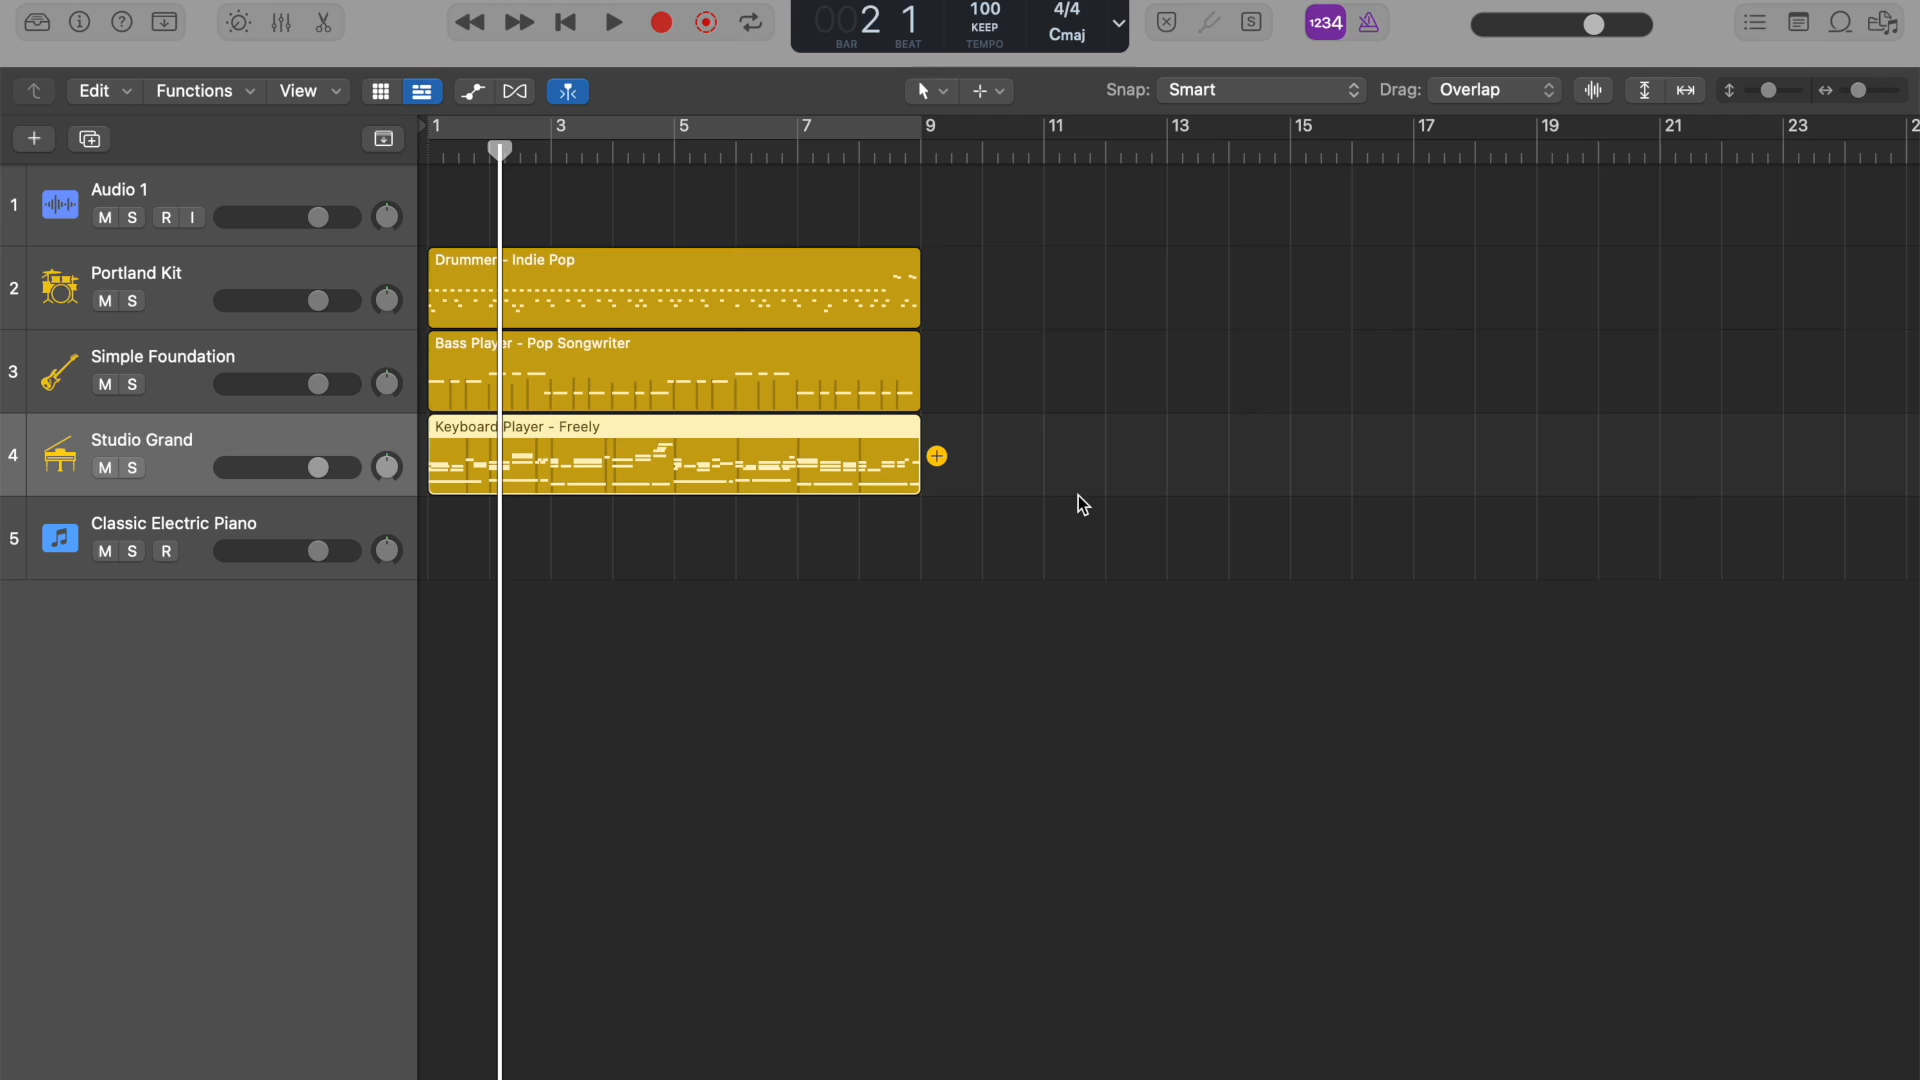 002 1
BAR BEAT
100
KEEP
TEMPO
4/4
Cmaj
S
1234
Edit Functions View
Snap: Smart Drag: Overlap
1 3 5 7 9 11 13 15 17 19 21 23 2
1 Audio 1
M S R I
2 Portland Kit
M S
Drummer - Indie Pop
3 Simple Foundation
M S
Bass Player - Pop Songwriter
4 Studio Grand
M S
Keyboard Player - Freely
5 Classic Electric Piano
M S R